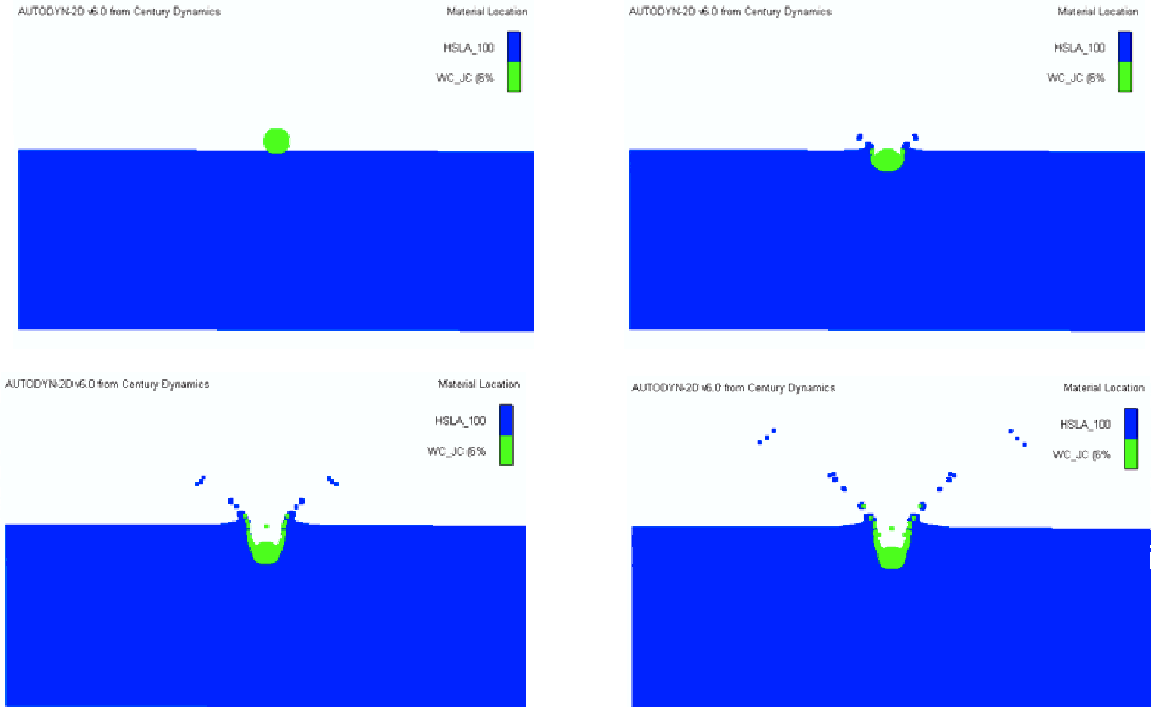 AUTODYN-2D v6.0 from Century Dynamics
Material Location
HSLA_100
WC_JC (6%
AUTODYN-2D v6.0 from Century Dynamics
Material Location
HSLA_100
WC_JC (6%
AUTODYN-2D v6.0 from Century Dynamics
Material Location
HSLA_100
WC_JC (6%
AUTODYN-2D v6.0 from Century Dynamics
Material Location
HSLA_100
WC_JC (6%